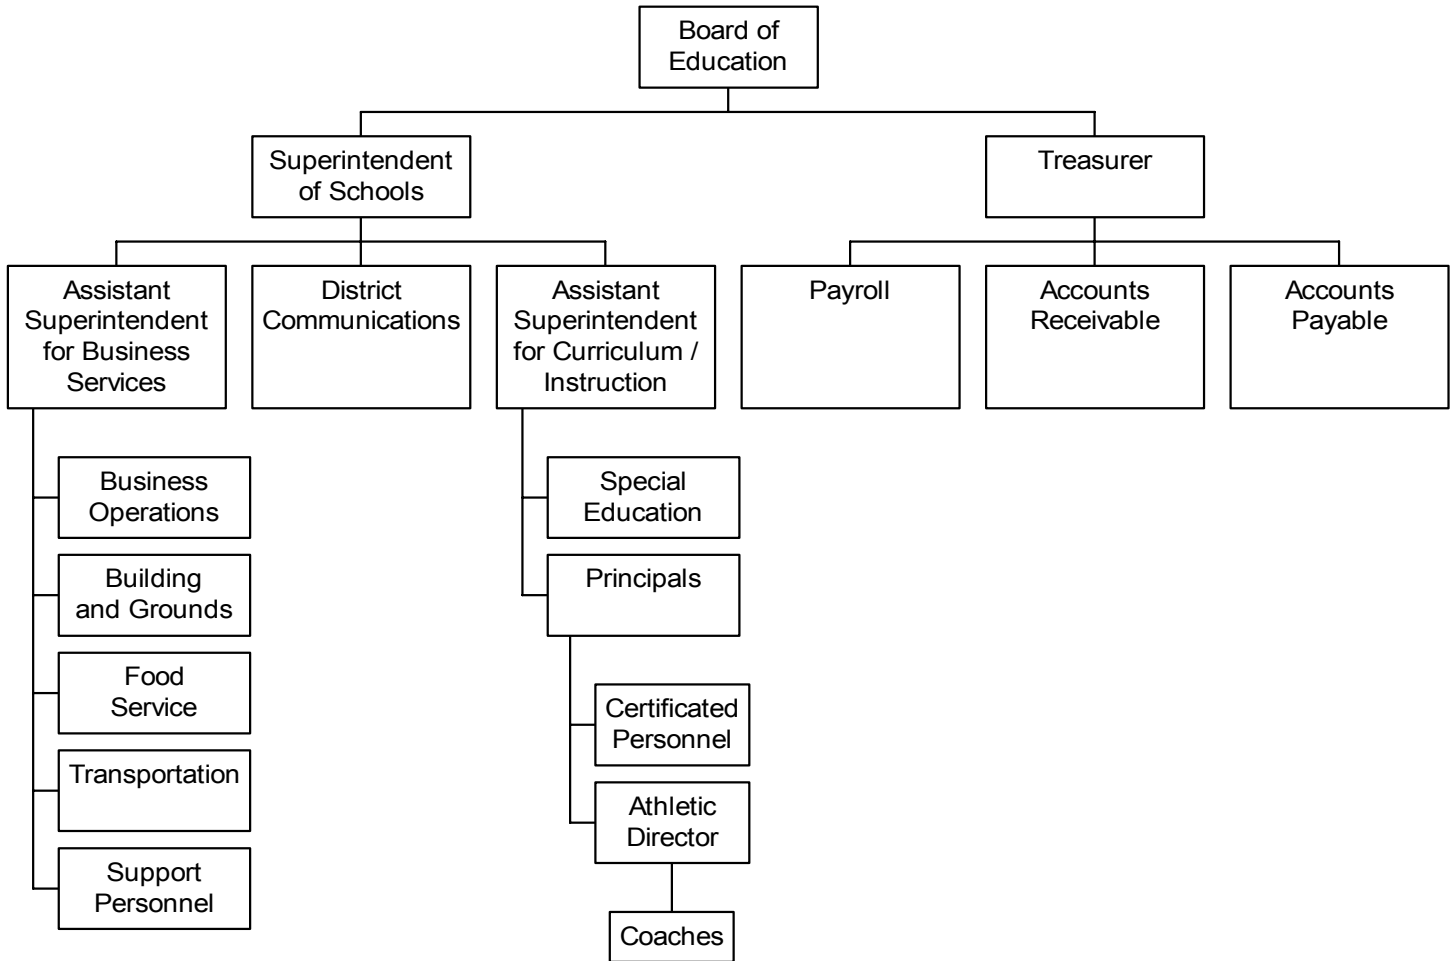 Board of
Education
Superintendent
of Schools
Treasurer
Assistant
Superintendent
for Business
Services
District
Communications
Assistant
Superintendent
for Curriculum /
Instruction
Payroll
Accounts
Receivable
Accounts
Payable
Business
Operations
Building
and Grounds
Food
Service
Transportation
Support
Personnel
Special
Education
Principals
Certificated
Personnel
Athletic
Director
Coaches